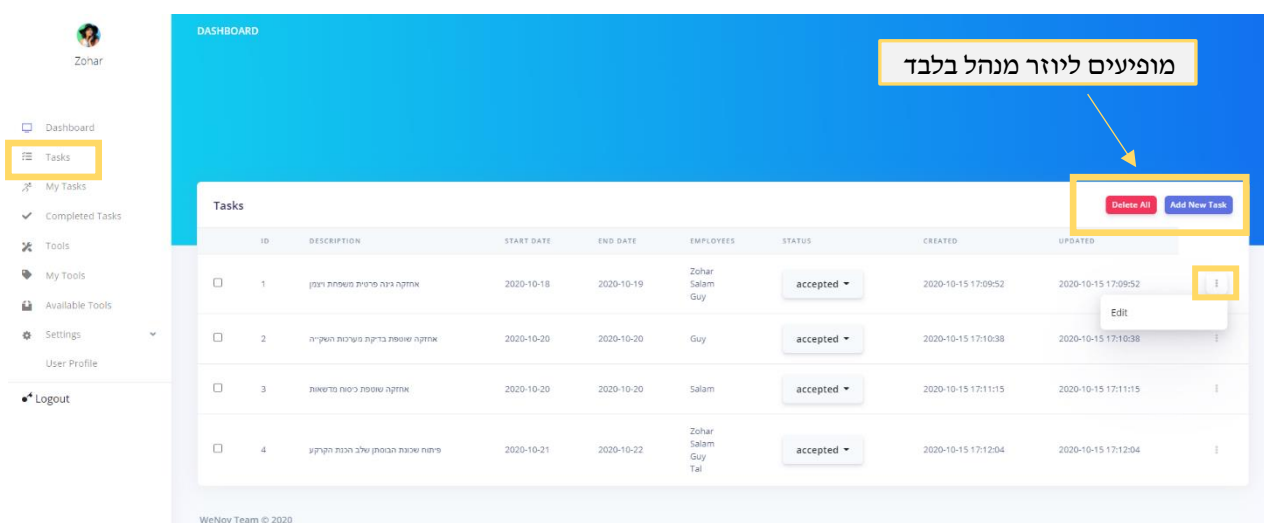 Zohar
DASHBOARD
מופיעים ליוזר מנהל בלבד
Dashboard
Tasks
My Tasks
Completed Tasks
Tools
My Tools
Available Tools
Settings
User Profile
Logout
Tasks
Delete All Add New Task
ID DESCRIPTION START DATE END DATE EMPLOYEES STATUS CREATED UPDATED
1 אחזקה גינה פרטית משפחת ויצמן 2020-10-18 2020-10-19 Zohar
Salam
Guy
accepted 2020-10-15 17:09:52 2020-10-15 17:09:52
Edit
2 אחזקה שוטפת בדיקת מערכות השקייה 2020-10-20 2020-10-20 Guy accepted 2020-10-15 17:10:38 2020-10-15 17:10:38
3 אחזקה שוטפת כיסוח מדשאות 2020-10-20 2020-10-20 Salam accepted 2020-10-15 17:11:15 2020-10-15 17:11:15
4 פיתוח שכונת הבוסתן שלב הכנת הקרקע 2020-10-21 2020-10-22 Zohar
Salam
Guy
Tal
accepted 2020-10-15 17:12:04 2020-10-15 17:12:04
WeNov Team © 2020